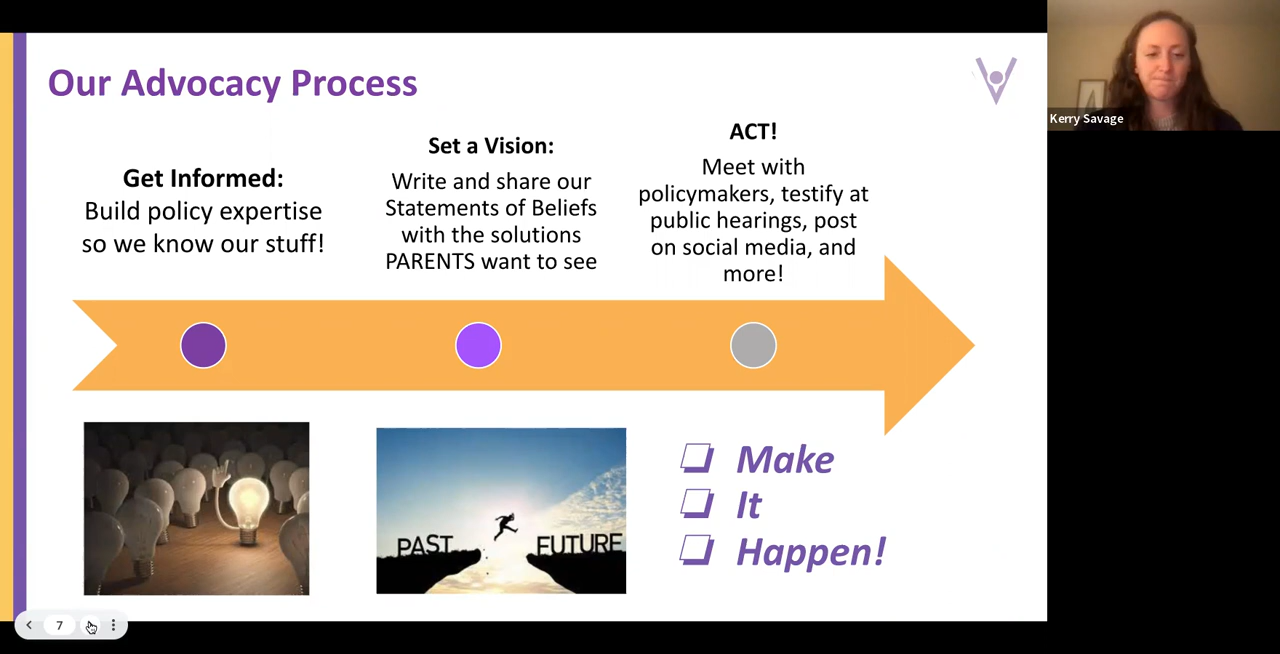 Our Advocacy Process
Get Informed:
Build policy expertise
so we know our stuff!
Set a Vision:
Write and share our
Statements of Beliefs
with the solutions
PARENTS want to see
ACT!
Meet with
policymakers, testify at
public hearings, post
on social media, and
more!
PAST
FUTURE
Make
It
Happen!
7
Kerry Savage